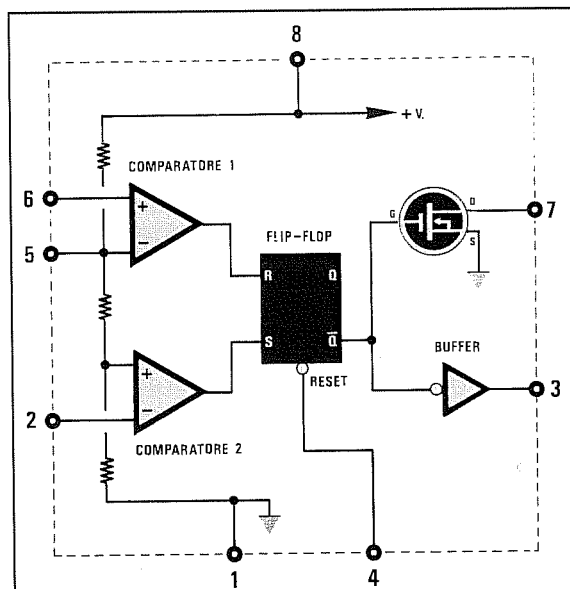 8
+ V.
COMPARATORE 1
6
+
−
5
FLIP-FLOP
R
Q
S
Q̅
RESET
G
D
S
7
BUFFER
3
+
−
2
COMPARATORE 2
1
4